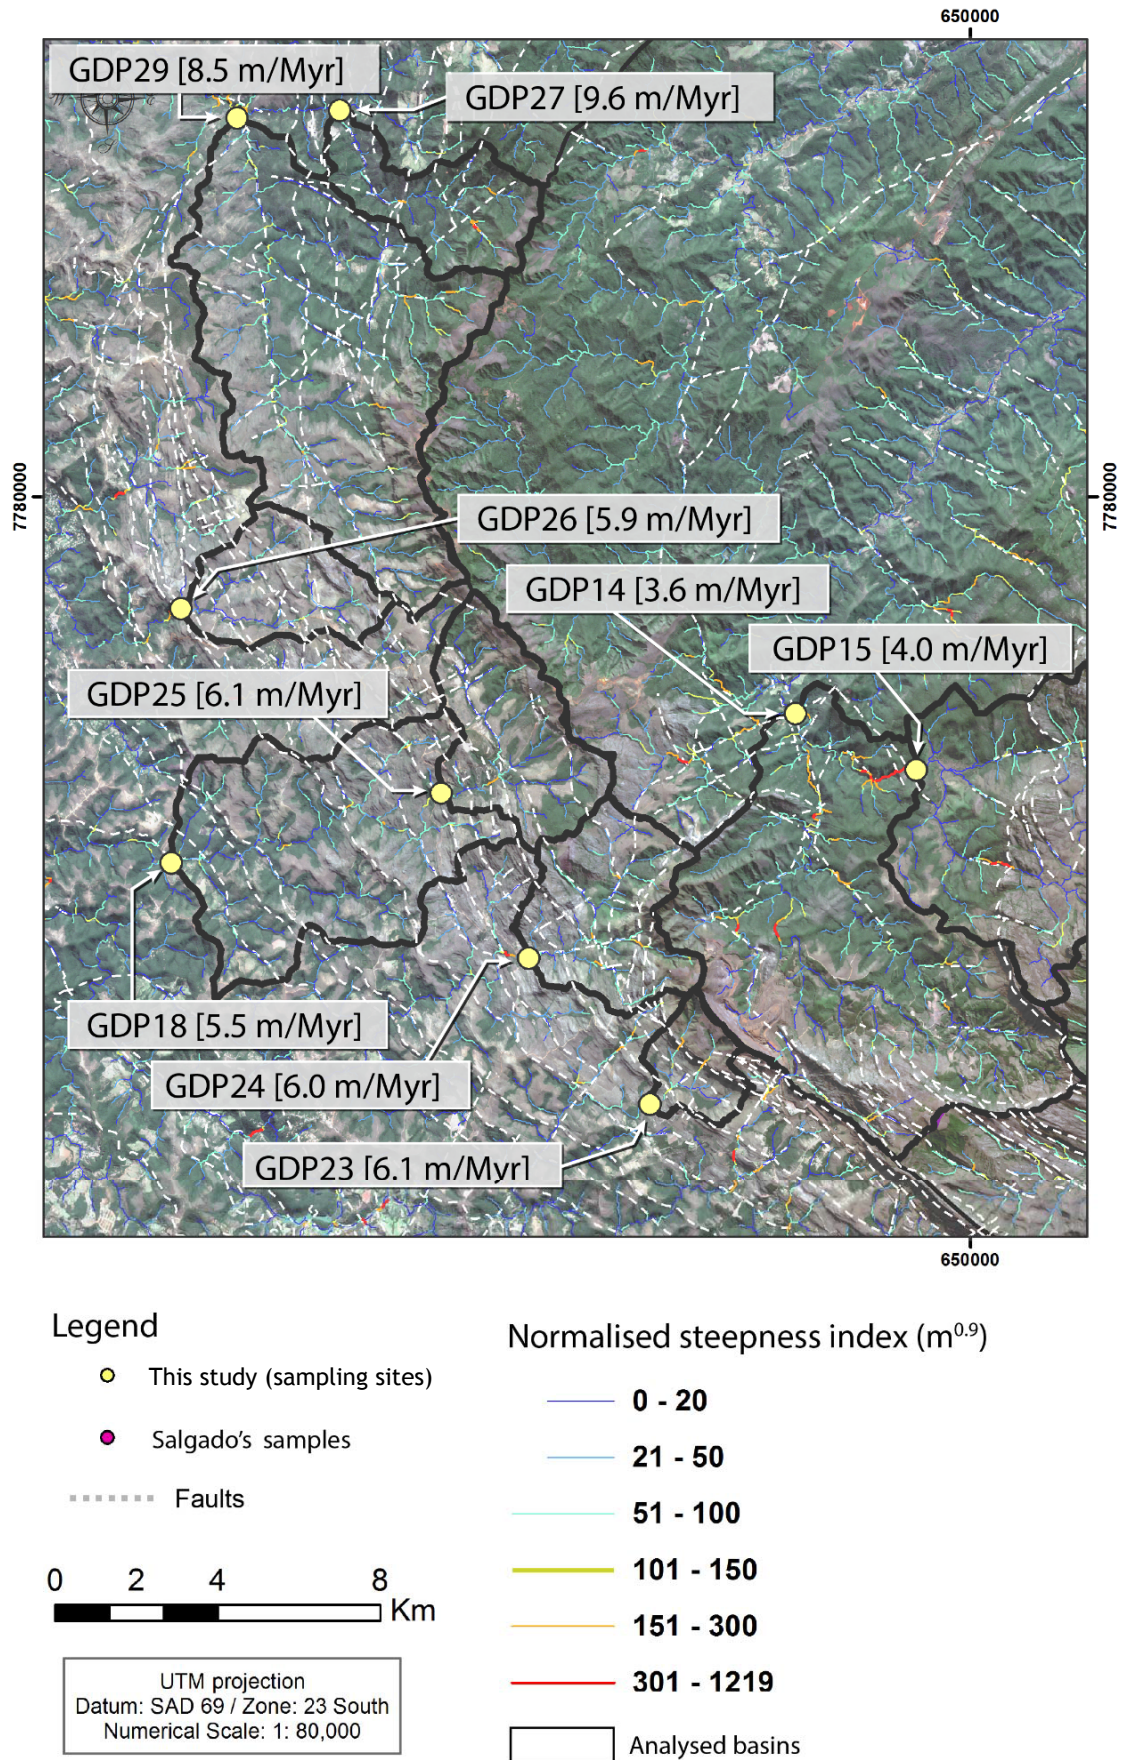 650000
GDP29 [8.5 m/Myr]
GDP27 [9.6 m/Myr]
7780000
7780000
GDP26 [5.9 m/Myr]
GDP14 [3.6 m/Myr]
GDP15 [4.0 m/Myr]
GDP25 [6.1 m/Myr]
GDP18 [5.5 m/Myr]
GDP24 [6.0 m/Myr]
GDP23 [6.1 m/Myr]
650000
Legend
This study (sampling sites)
Salgado's samples
Faults
0 2 4 8
Km
UTM projection
Datum: SAD 69 / Zone: 23 South
Numerical Scale: 1: 80,000
Normalised steepness index (m0.9)
0 - 20
21 - 50
51 - 100
101 - 150
151 - 300
301 - 1219
Analysed basins